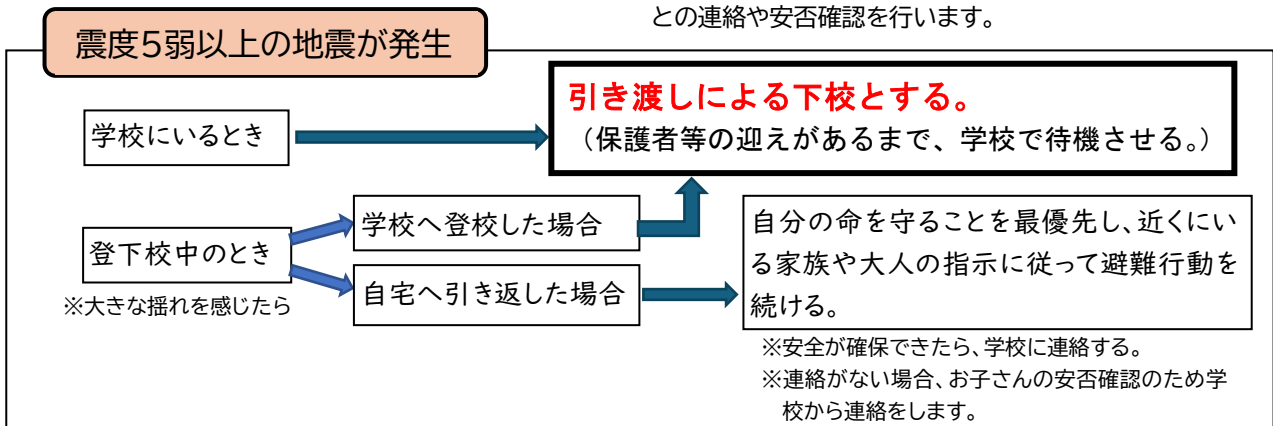 との連絡や安否確認を行います。
震度5弱以上の地震が発生
引き渡しによる下校とする。
（保護者等の迎えがあるまで、学校で待機させる。）
学校にいるとき
学校へ登校した場合
登下校中のとき
※大きな揺れを感じたら
自宅へ引き返した場合
自分の命を守ることを最優先し、近くにい
る家族や大人の指示に従って避難行動を
続ける。
※安全が確保できたら、学校に連絡する。
※連絡がない場合、お子さんの安否確認のため学
校から連絡をします。